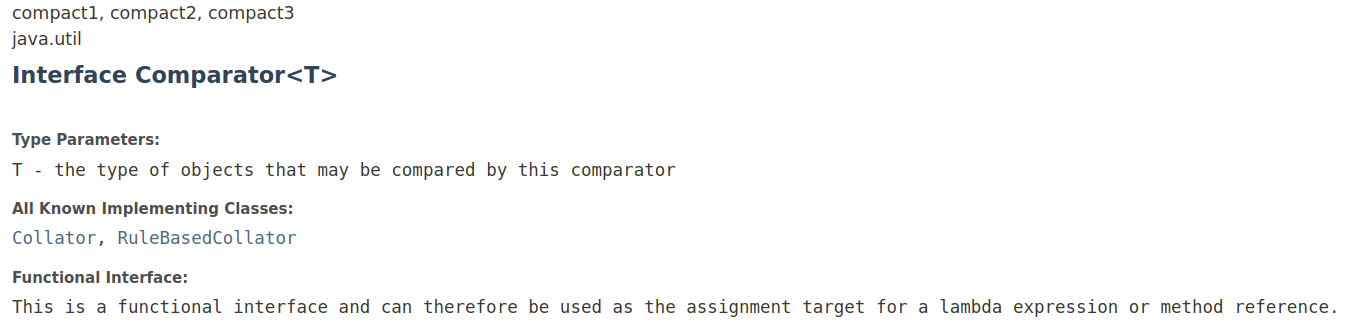 compact1, compact2, compact3
java.util
Interface Comparator<T>
Type Parameters:
T - the type of objects that may be compared by this comparator
All Known Implementing Classes:
Collator, RuleBasedCollator
Functional Interface:
This is a functional interface and can therefore be used as the assignment target for a lambda expression or method reference.